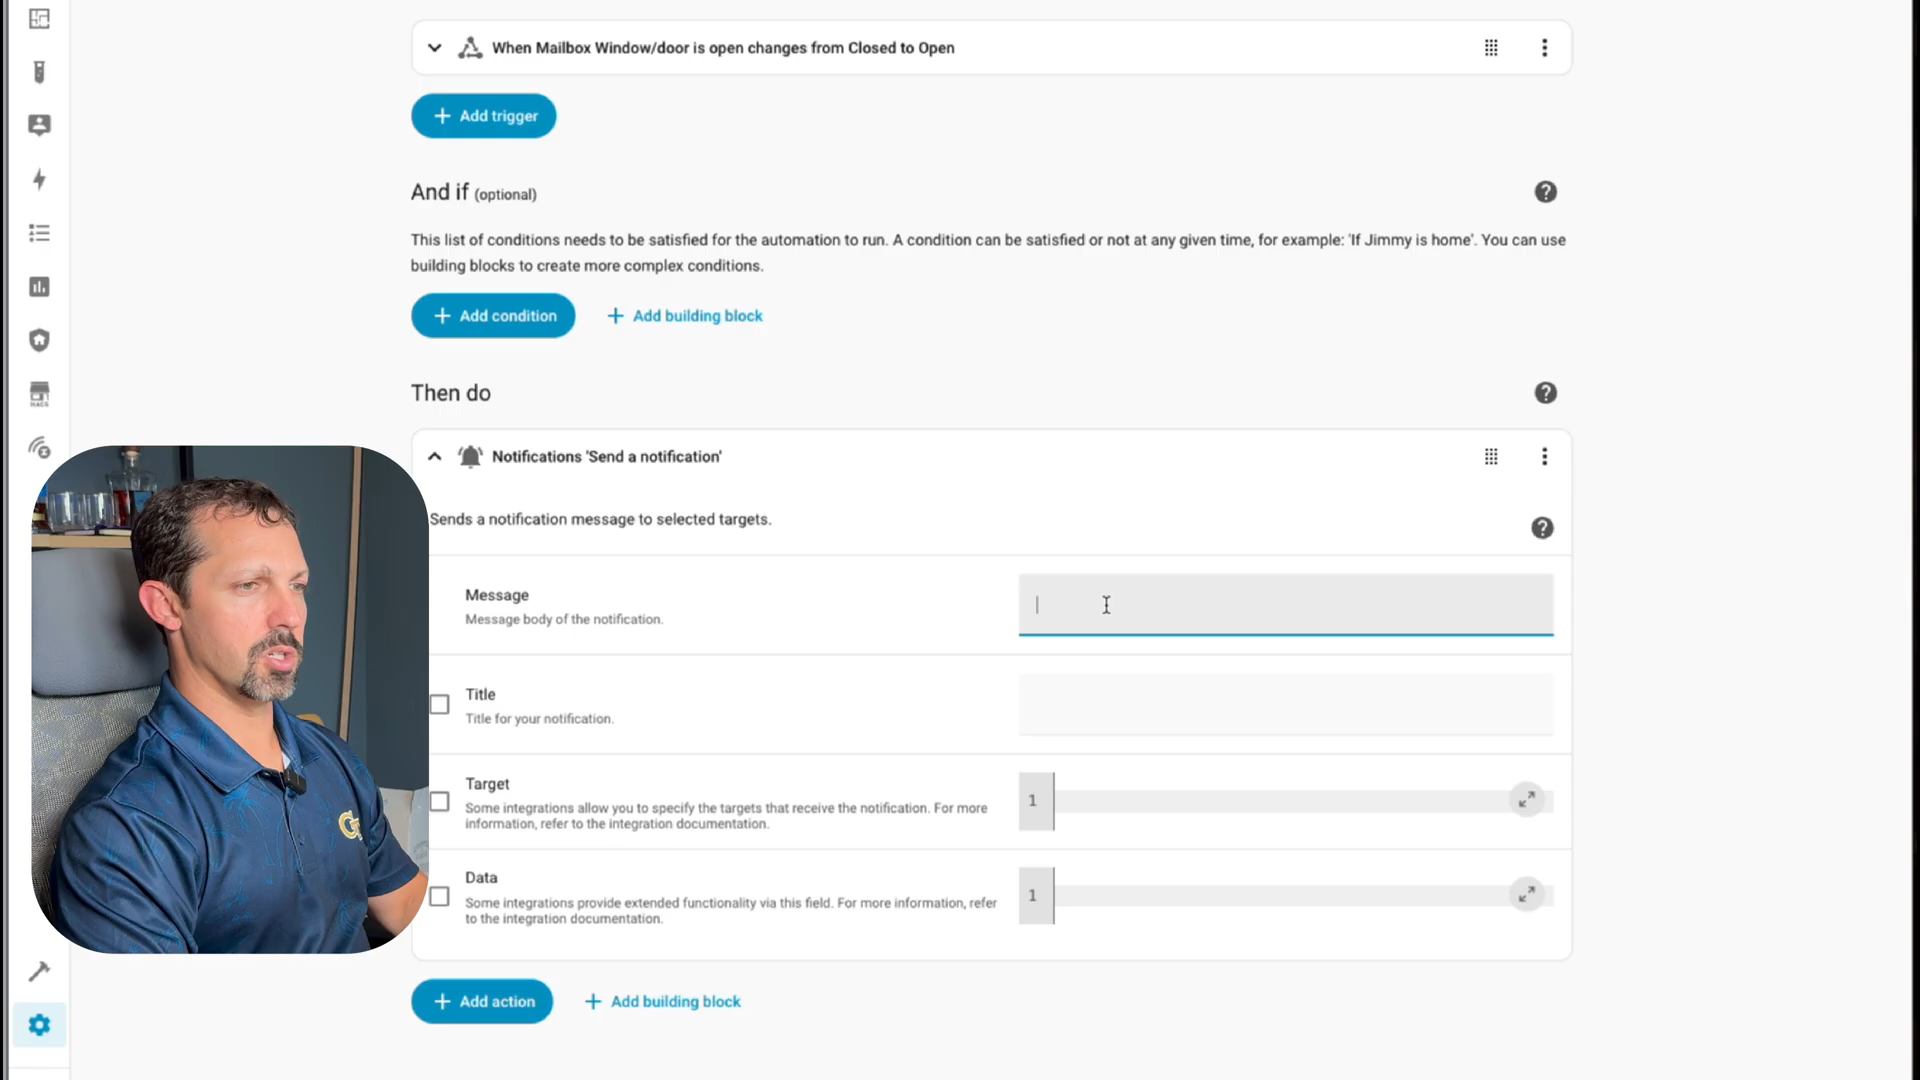 When Mailbox Window/door is open changes from Closed to Open
Add trigger
And if (optional)
This list of conditions needs to be satisfied for the automation to run. A condition can be satisfied or not at any given time, for example: 'If Jimmy is home'. You can use
building blocks to create more complex conditions.
Add condition
Add building block
Then do
HACS
Notifications 'Send a notification'
Sends a notification message to selected targets.
Message
Message body of the notification.
Title
Title for your notification.
Target
Some integrations allow you to specify the targets that receive the notification. For more
information, refer to the integration documentation.
1
Data
Some integrations provide extended functionality via this field. For more information, refer
to the integration documentation.
1
GT
Add action
Add building block